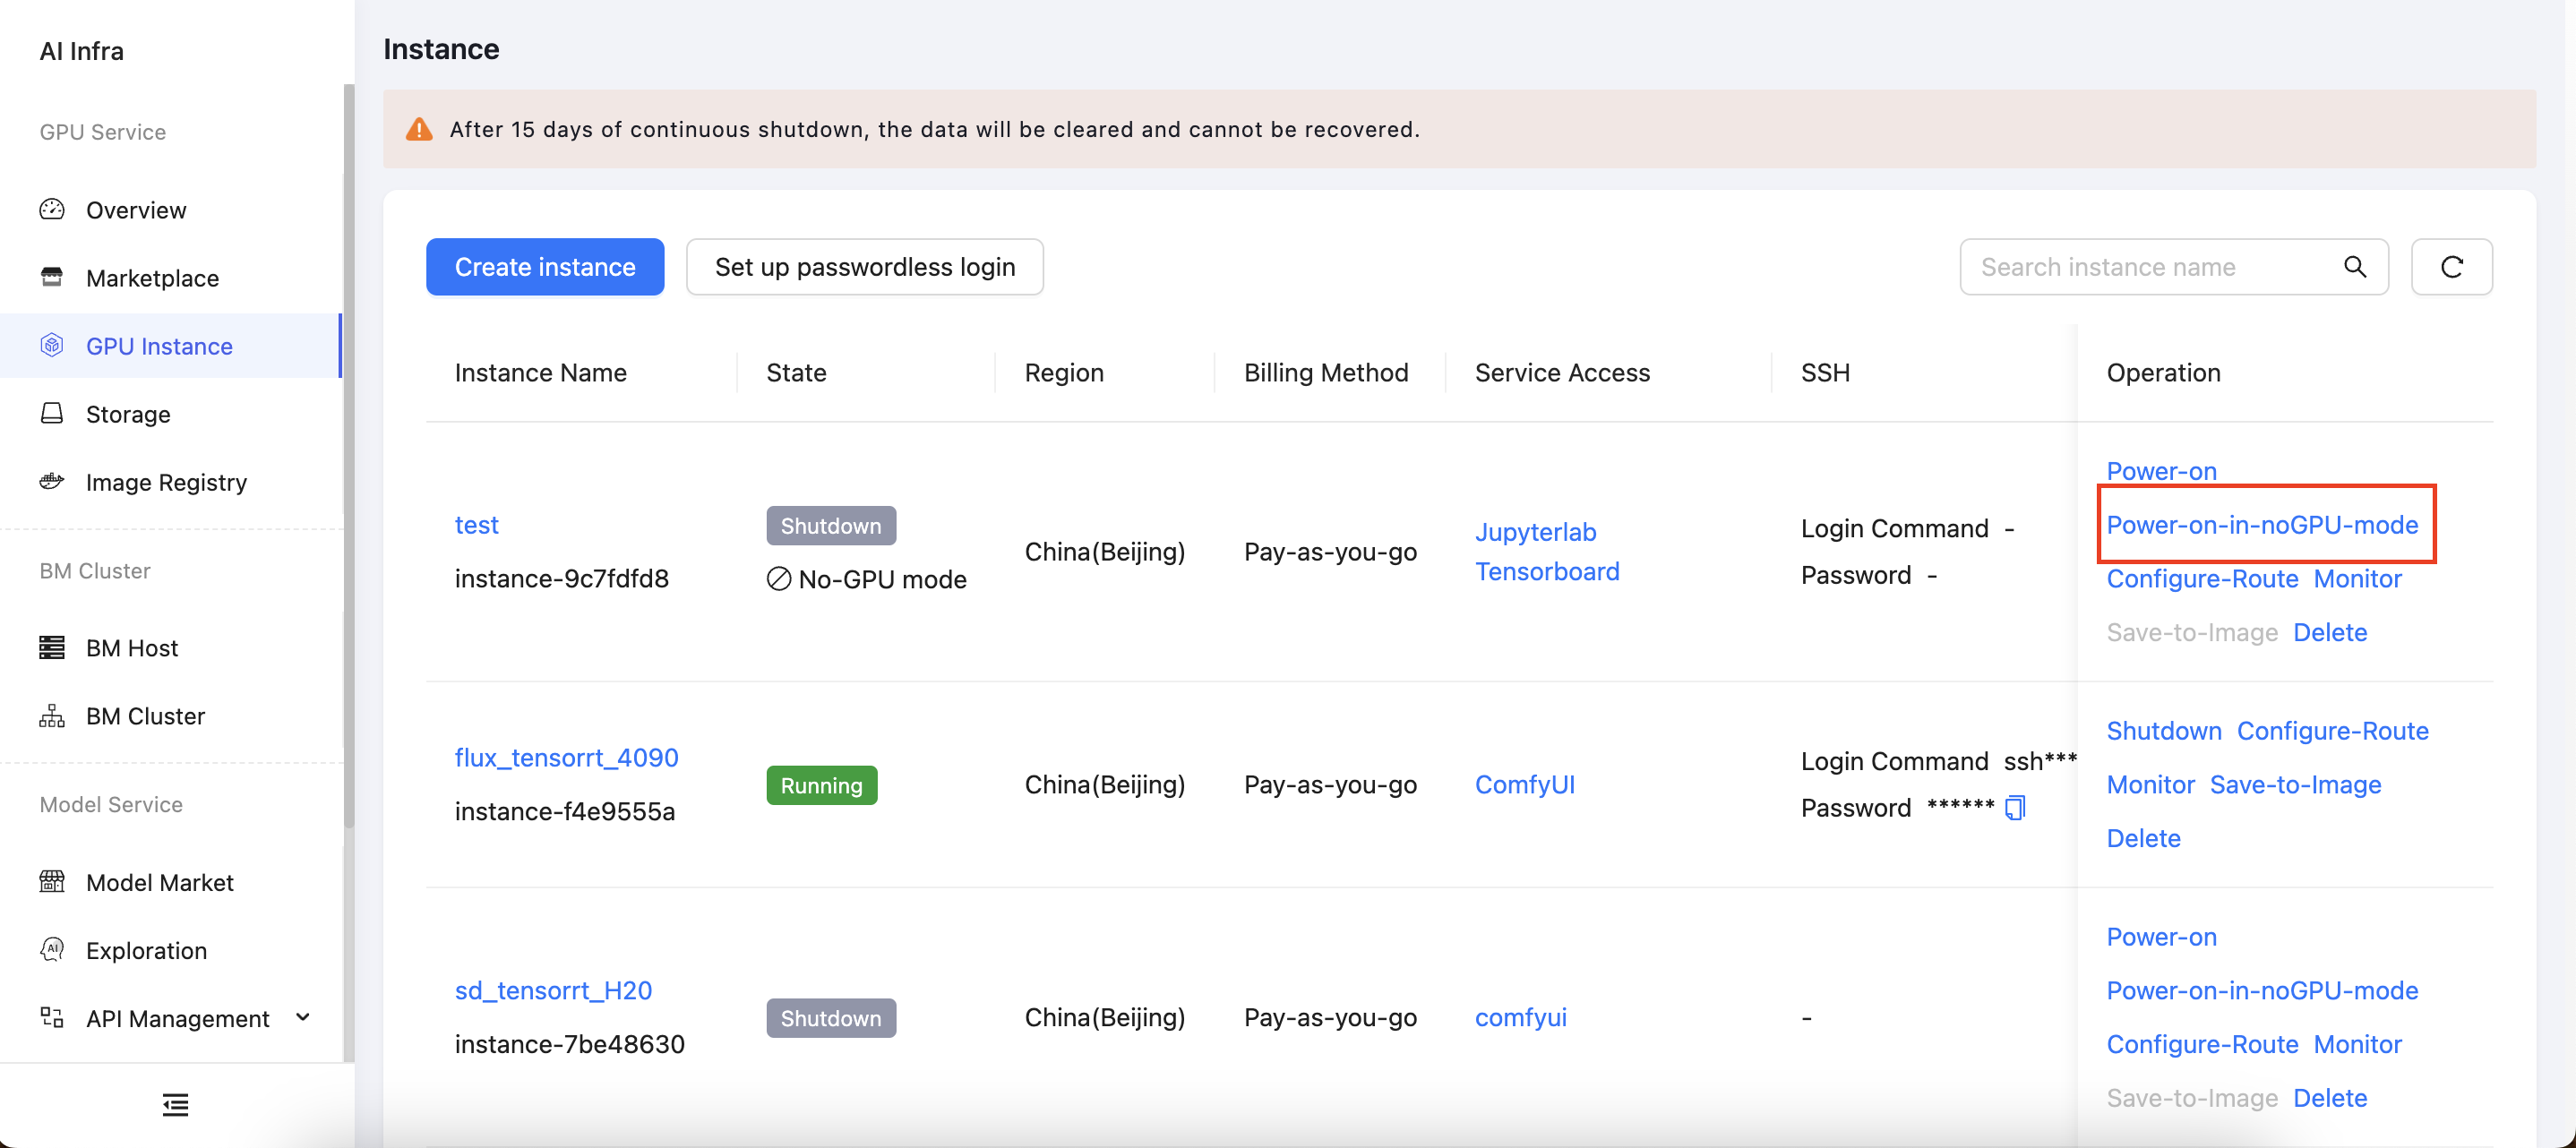 AI Infra
GPU Service
Overview
Marketplace
GPU Instance
Storage
Image Registry
BM Cluster
BM Host
BM Cluster
Model Service
Model Market
Exploration
API Management
Instance
After 15 days of continuous shutdown, the data will be cleared and cannot be recovered.
Create instance
Set up passwordless login
Search instance name
Instance Name State Region Billing Method Service Access SSH Operation
test
instance-9c7fdfd8
Shutdown
No-GPU mode
China(Beijing)
Pay-as-you-go
Jupyterlab
Tensorboard
Login Command -
Password -
Power-on
Power-on-in-noGPU-mode
Configure-Route Monitor
Save-to-Image Delete
flux_tensorrt_4090
instance-f4e9555a
Running
China(Beijing)
Pay-as-you-go
ComfyUI
Login Command ssh***
Password ******
Shutdown Configure-Route
Monitor Save-to-Image
Delete
sd_tensorrt_H20
instance-7be48630
Shutdown
China(Beijing)
Pay-as-you-go
comfyui
-
Power-on
Power-on-in-noGPU-mode
Configure-Route Monitor
Save-to-Image Delete